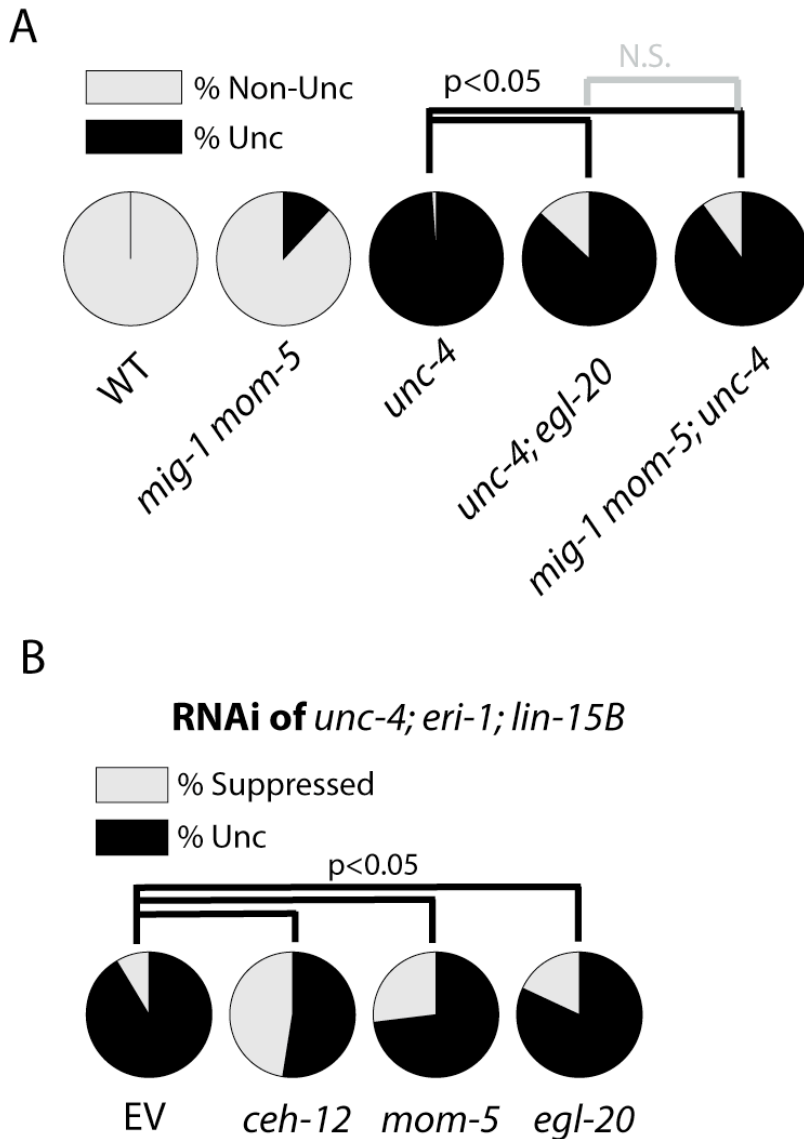 A
N.S.
% Non-Unc
p<0.05
% Unc
WT
mig-1 mom-5
unc-4
unc-4; egl-20
mig-1 mom-5; unc-4
B
RNAi of unc-4; eri-1; lin-15B
% Suppressed
% Unc
p<0.05
EV
ceh-12
mom-5
egl-20